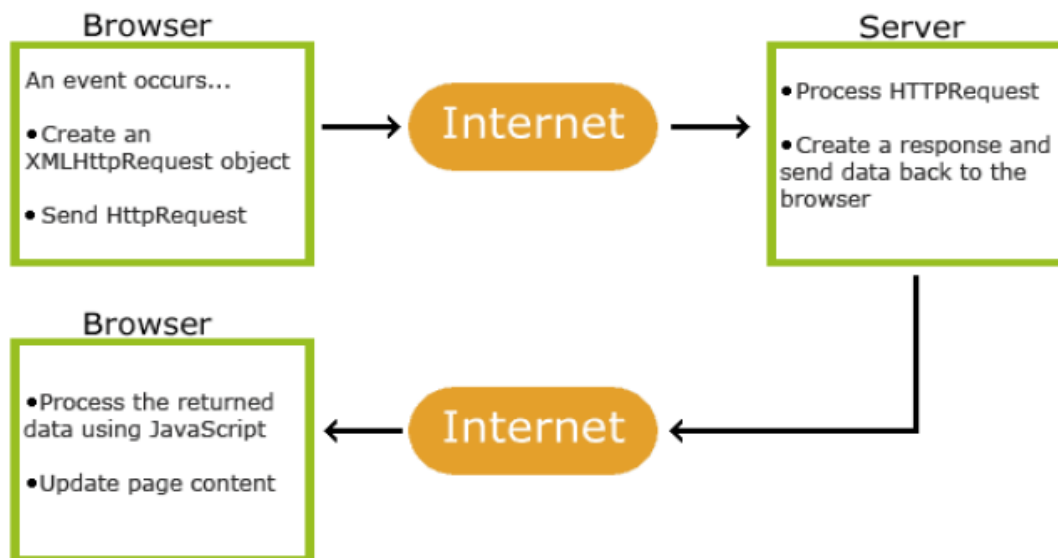 Browser
An event occurs...
●Create an
XMLHttpRequest object
●Send HttpRequest
Internet
Server
●Process HTTPRequest
●Create a response and
send data back to the
browser
Browser
●Process the returned
data using JavaScript
●Update page content
Internet